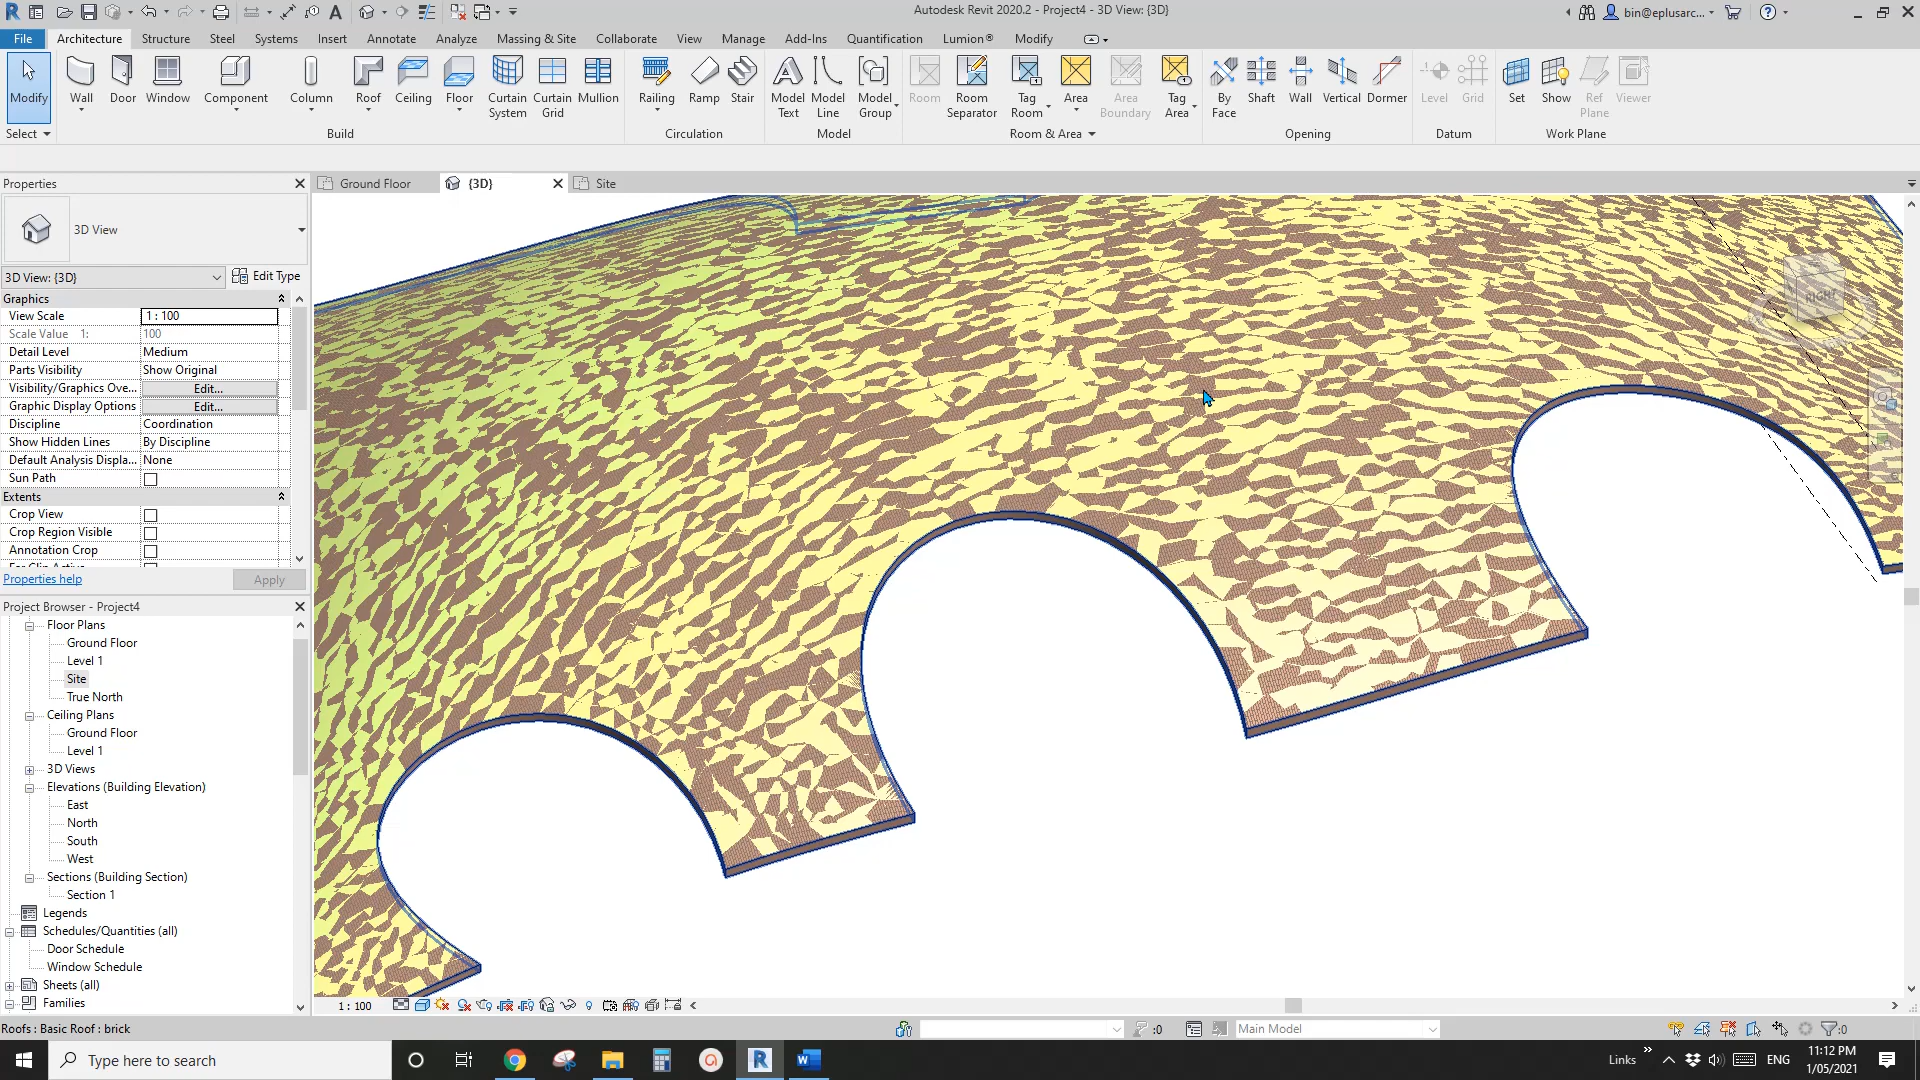 Autodesk Revit 2020.2 - Project4 - 3D View: {3D}
bin@eplusarc...
File Architecture Structure Steel Systems Insert Annotate Analyze Massing & Site Collaborate View Manage Add-Ins Quantification Lumion® Modify
Modify Wall Door Window Component Column Roof Ceiling Floor Curtain System Curtain Grid Mullion Railing Ramp Stair Model Text Model Line Model Group Room Room Separator Tag Room Area Area Boundary Tag Area By Face Shaft Wall Vertical Dormer Level Grid Set Show Ref Plane Viewer
Select Build Circulation Model Room & Area Opening Datum Work Plane
Properties
Ground Floor {3D} Site
3D View
3D View: {3D} Edit Type
Graphics
View Scale 1 : 100
Scale Value 1: 100
Detail Level Medium
Parts Visibility Show Original
Visibility/Graphics Ove... Edit...
Graphic Display Options Edit...
Discipline Coordination
Show Hidden Lines By Discipline
Default Analysis Displa... None
Sun Path
Extents
Crop View
Crop Region Visible
Annotation Crop
Properties help Apply
Project Browser - Project4
Floor Plans
Ground Floor
Level 1
Site
True North
Ceiling Plans
Ground Floor
Level 1
3D Views
Elevations (Building Elevation)
East
North
South
West
Sections (Building Section)
Section 1
Legends
Schedules/Quantities (all)
Door Schedule
Window Schedule
Sheets (all)
Families
RIGHT
1 : 100
Roofs : Basic Roof : brick
:0
Main Model
:0
Type here to search
Links
ENG
11:12 PM
1/05/2021